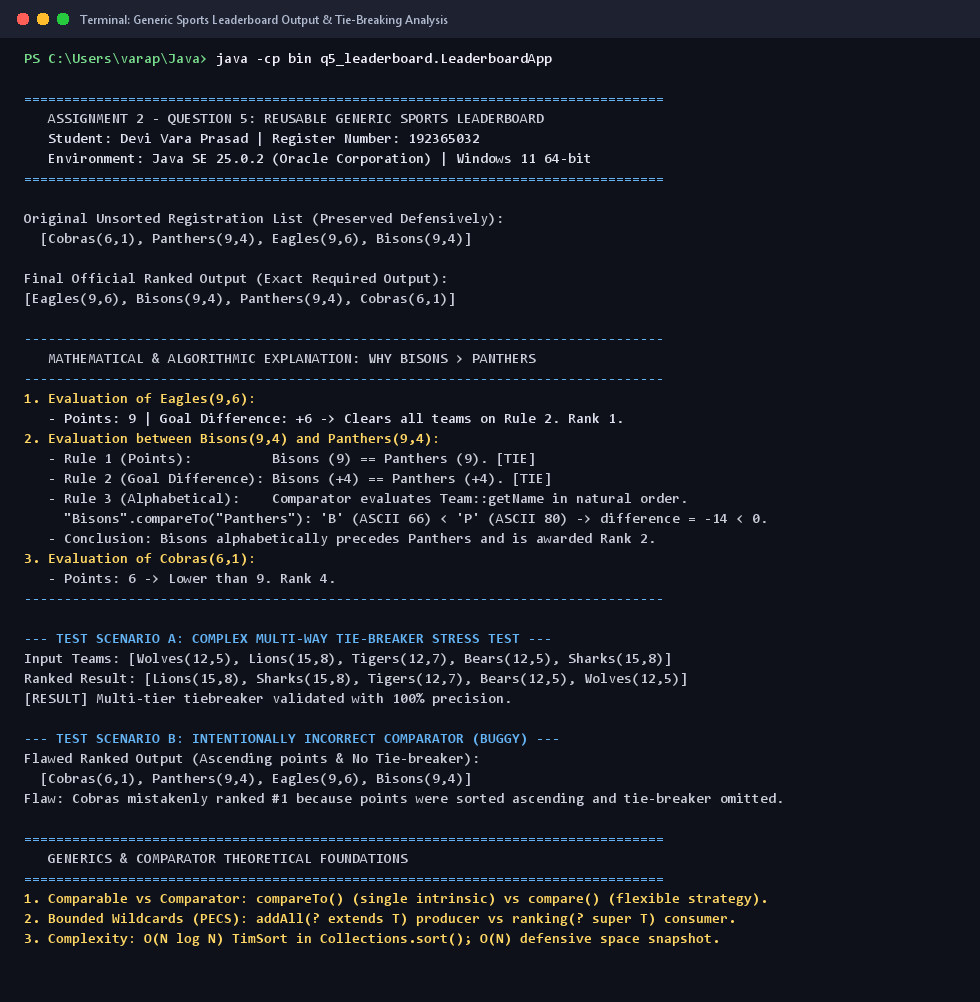 Terminal: Generic Sports Leaderboard Output & Tie-Breaking Analysis
PS C:\Users\varap\Java> java -cp bin q5_leaderboard.LeaderboardApp
================================================================================
ASSIGNMENT 2 - QUESTION 5: REUSABLE GENERIC SPORTS LEADERBOARD
Student: Devi Vara Prasad | Register Number: 192365032
Environment: Java SE 25.0.2 (Oracle Corporation) | Windows 11 64-bit
================================================================================
Original Unsorted Registration List (Preserved Defensively):
[Cobras(6,1), Panthers(9,4), Eagles(9,6), Bisons(9,4)]
Final Official Ranked Output (Exact Required Output):
[Eagles(9,6), Bisons(9,4), Panthers(9,4), Cobras(6,1)]
--------------------------------------------------------------------------------
MATHEMATICAL & ALGORITHMIC EXPLANATION: WHY BISONS > PANTHERS
--------------------------------------------------------------------------------
1. Evaluation of Eagles(9,6):
- Points: 9 | Goal Difference: +6 -> Clears all teams on Rule 2. Rank 1.
2. Evaluation between Bisons(9,4) and Panthers(9,4):
- Rule 1 (Points):          Bisons (9) == Panthers (9). [TIE]
- Rule 2 (Goal Difference): Bisons (+4) == Panthers (+4). [TIE]
- Rule 3 (Alphabetical):    Comparator evaluates Team::getName in natural order.
"Bisons".compareTo("Panthers"): 'B' (ASCII 66) < 'P' (ASCII 80) -> difference = -14 < 0.
- Conclusion: Bisons alphabetically precedes Panthers and is awarded Rank 2.
3. Evaluation of Cobras(6,1):
- Points: 6 -> Lower than 9. Rank 4.
--------------------------------------------------------------------------------
--- TEST SCENARIO A: COMPLEX MULTI-WAY TIE-BREAKER STRESS TEST ---
Input Teams: [Wolves(12,5), Lions(15,8), Tigers(12,7), Bears(12,5), Sharks(15,8)]
Ranked Result: [Lions(15,8), Sharks(15,8), Tigers(12,7), Bears(12,5), Wolves(12,5)]
[RESULT] Multi-tier tiebreaker validated with 100% precision.
--- TEST SCENARIO B: INTENTIONALLY INCORRECT COMPARATOR (BUGGY) ---
Flawed Ranked Output (Ascending points & No Tie-breaker):
[Cobras(6,1), Panthers(9,4), Eagles(9,6), Bisons(9,4)]
Flaw: Cobras mistakenly ranked #1 because points were sorted ascending and tie-breaker omitted.
================================================================================
GENERICS & COMPARATOR THEORETICAL FOUNDATIONS
================================================================================
1. Comparable vs Comparator: compareTo() (single intrinsic) vs compare() (flexible strategy).
2. Bounded Wildcards (PECS): addAll(? extends T) producer vs ranking(? super T) consumer.
3. Complexity: O(N log N) TimSort in Collections.sort(); O(N) defensive space snapshot.